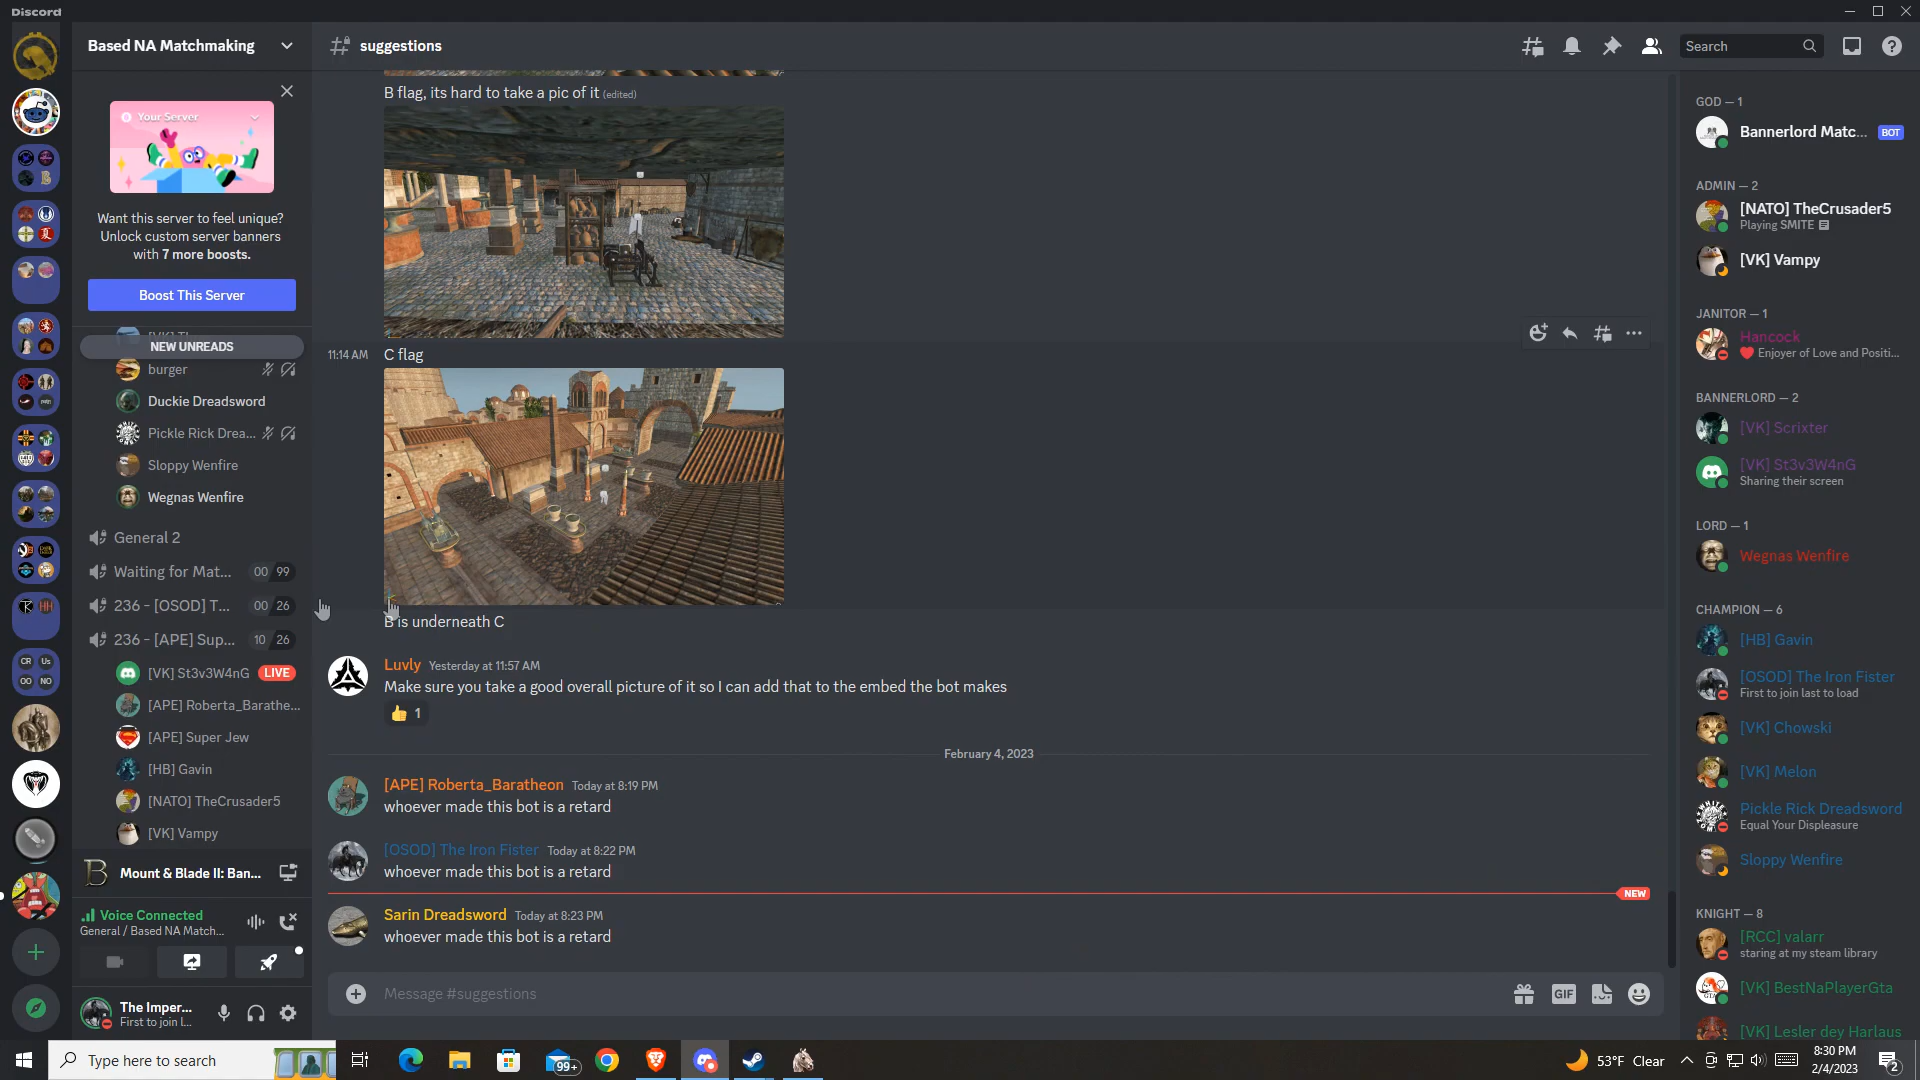 Discord
Based NA Matchmaking
suggestions
Search
Your Server
Want this server to feel unique?
Unlock custom server banners
with 7 more boosts.
Boost This Server
NEW UNREADS
burger
Duckie Dreadsword
Pickle Rick Drea...
Sloppy Wenfire
Wegnas Wenfire
General 2
Waiting for Mat... 00 99
236 - [OSOD] T... 00 26
236 - [APE] Sup... 10 26
[VK] St3v3W4nG LIVE
[APE] Roberta_Barathe...
[APE] Super Jew
[HB] Gavin
[NATO] TheCrusader5
[VK] Vampy
Mount & Blade II: Ban...
Voice Connected
General / Based NA Match...
The Imper...
First to join l...
B flag, its hard to take a pic of it (edited)
11:14 AM C flag
B is underneath C
Luvly Yesterday at 11:57 AM
Make sure you take a good overall picture of it so I can add that to the embed the bot makes
👍 1
February 4, 2023
[APE] Roberta_Baratheon Today at 8:19 PM
whoever made this bot is a retard
[OSOD] The Iron Fister Today at 8:22 PM
whoever made this bot is a retard
NEW
Sarin Dreadsword Today at 8:23 PM
whoever made this bot is a retard
Message #suggestions
GIF
GOD — 1
Bannerlord Matc... BOT
ADMIN — 2
[NATO] TheCrusader5
Playing SMITE
[VK] Vampy
JANITOR — 1
Hancock
❤️ Enjoyer of Love and Positi...
BANNERLORD — 2
[VK] Scrixter
[VK] St3v3W4nG
Sharing their screen
LORD — 1
Wegnas Wenfire
CHAMPION — 6
[HB] Gavin
[OSOD] The Iron Fister
First to join last to load
[VK] Chowski
[VK] Melon
Pickle Rick Dreadsword
Equal Your Displeasure
Sloppy Wenfire
KNIGHT — 8
[RCC] valarr
staring at my steam library
[VK] BestNaPlayerGta
[VK] Lesler dey Harlaus
Type here to search
99+
53°F Clear
8:30 PM
2/4/2023
2